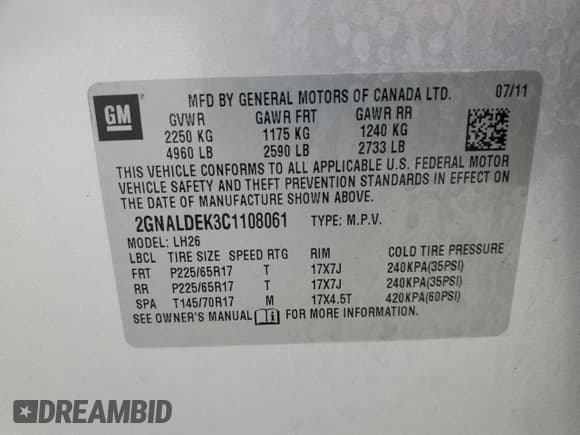 GM
MFD BY GENERAL MOTORS OF CANADA LTD. 07/11
GVWR GAWR FRT GAWR RR
2250 KG 1175 KG 1240 KG
4960 LB 2590 LB 2733 LB
THIS VEHICLE CONFORMS TO ALL APPLICABLE U.S. FEDERAL MOTOR
VEHICLE SAFETY AND THEFT PREVENTION STANDARDS IN EFFECT ON
THE DATE OF MANUFACTURE SHOWN ABOVE.
2GNALDEK3C1108061 TYPE: M.P.V.
MODEL: LH26
LBCL TIRE SIZE SPEED RTG RIM COLD TIRE PRESSURE
FRT P225/65R17 T 17X7J 240KPA(35PSI)
RR P225/65R17 T 17X7J 240KPA(35PSI)
SPA T145/70R17 M 17X4.5T 420KPA(60PSI)
SEE OWNER'S MANUAL i FOR MORE INFORMATION.
DREAMBID